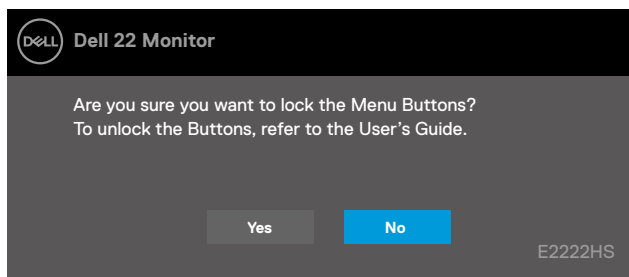 DELL Dell 22 Monitor
Are you sure you want to lock the Menu Buttons?
To unlock the Buttons, refer to the User’s Guide.
Yes No
E2222HS